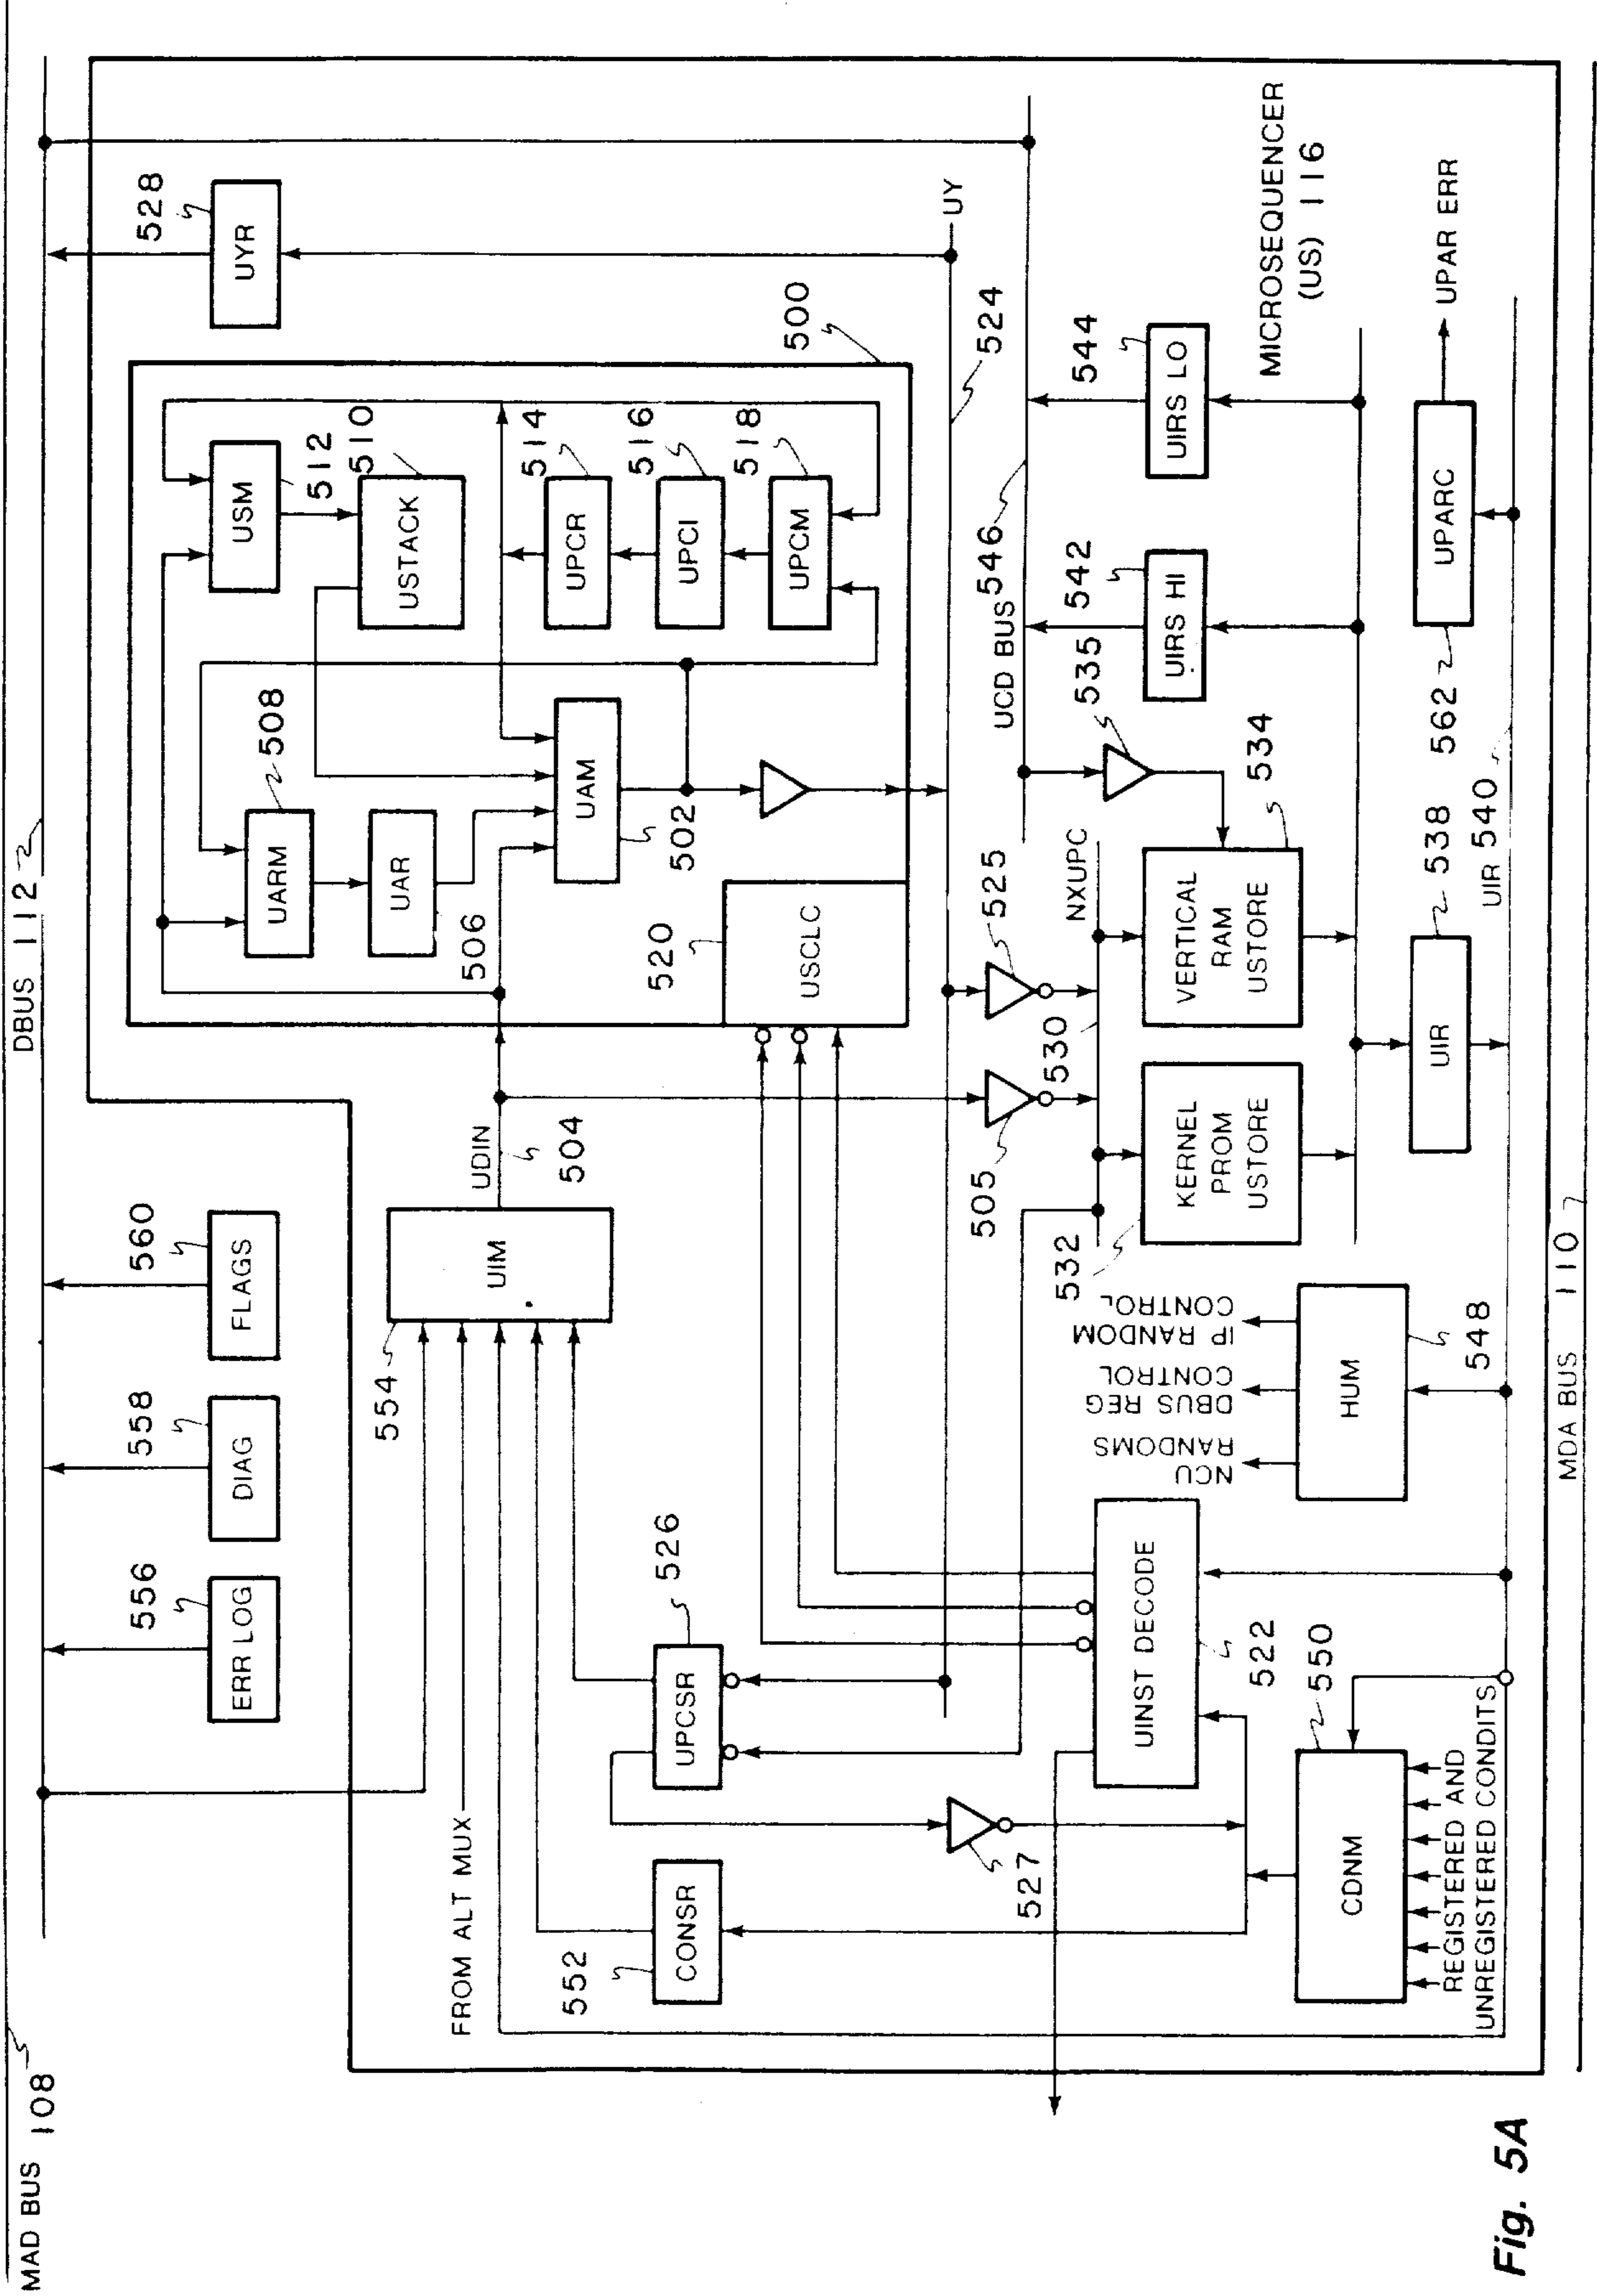 MAD BUS 108
DBUS 112
ERR LOG
556
DIAG
558
FLAGS
560
UYR
528
FROM ALT MUX
554
UIM
UDIN
504
506
UARM
508
UAR
USM
512
USTACK
510
UAM
502
UPCR
514
UPCI
516
UPCM
518
500
USCLC
520
CONSR
552
UPCSR
526
527
UY
524
505
525
530
NXUPC
UCD BUS 546
535
UINST DECODE
522
KERNEL
PROM
USTORE
532
VERTICAL
RAM
USTORE
534
UIRS HI
542
UIRS LO
544
MICROSEQUENCER
(US) 116
NCU
RANDOMS
DBUS REG
CONTROL
IP RANDOM
CONTROL
HUM
548
CDNM
550
REGISTERED AND
UNREGISTERED CONDITS
UIR
538
UIR 540
UPARC
562
UPAR ERR
MDA BUS 110
Fig. 5A